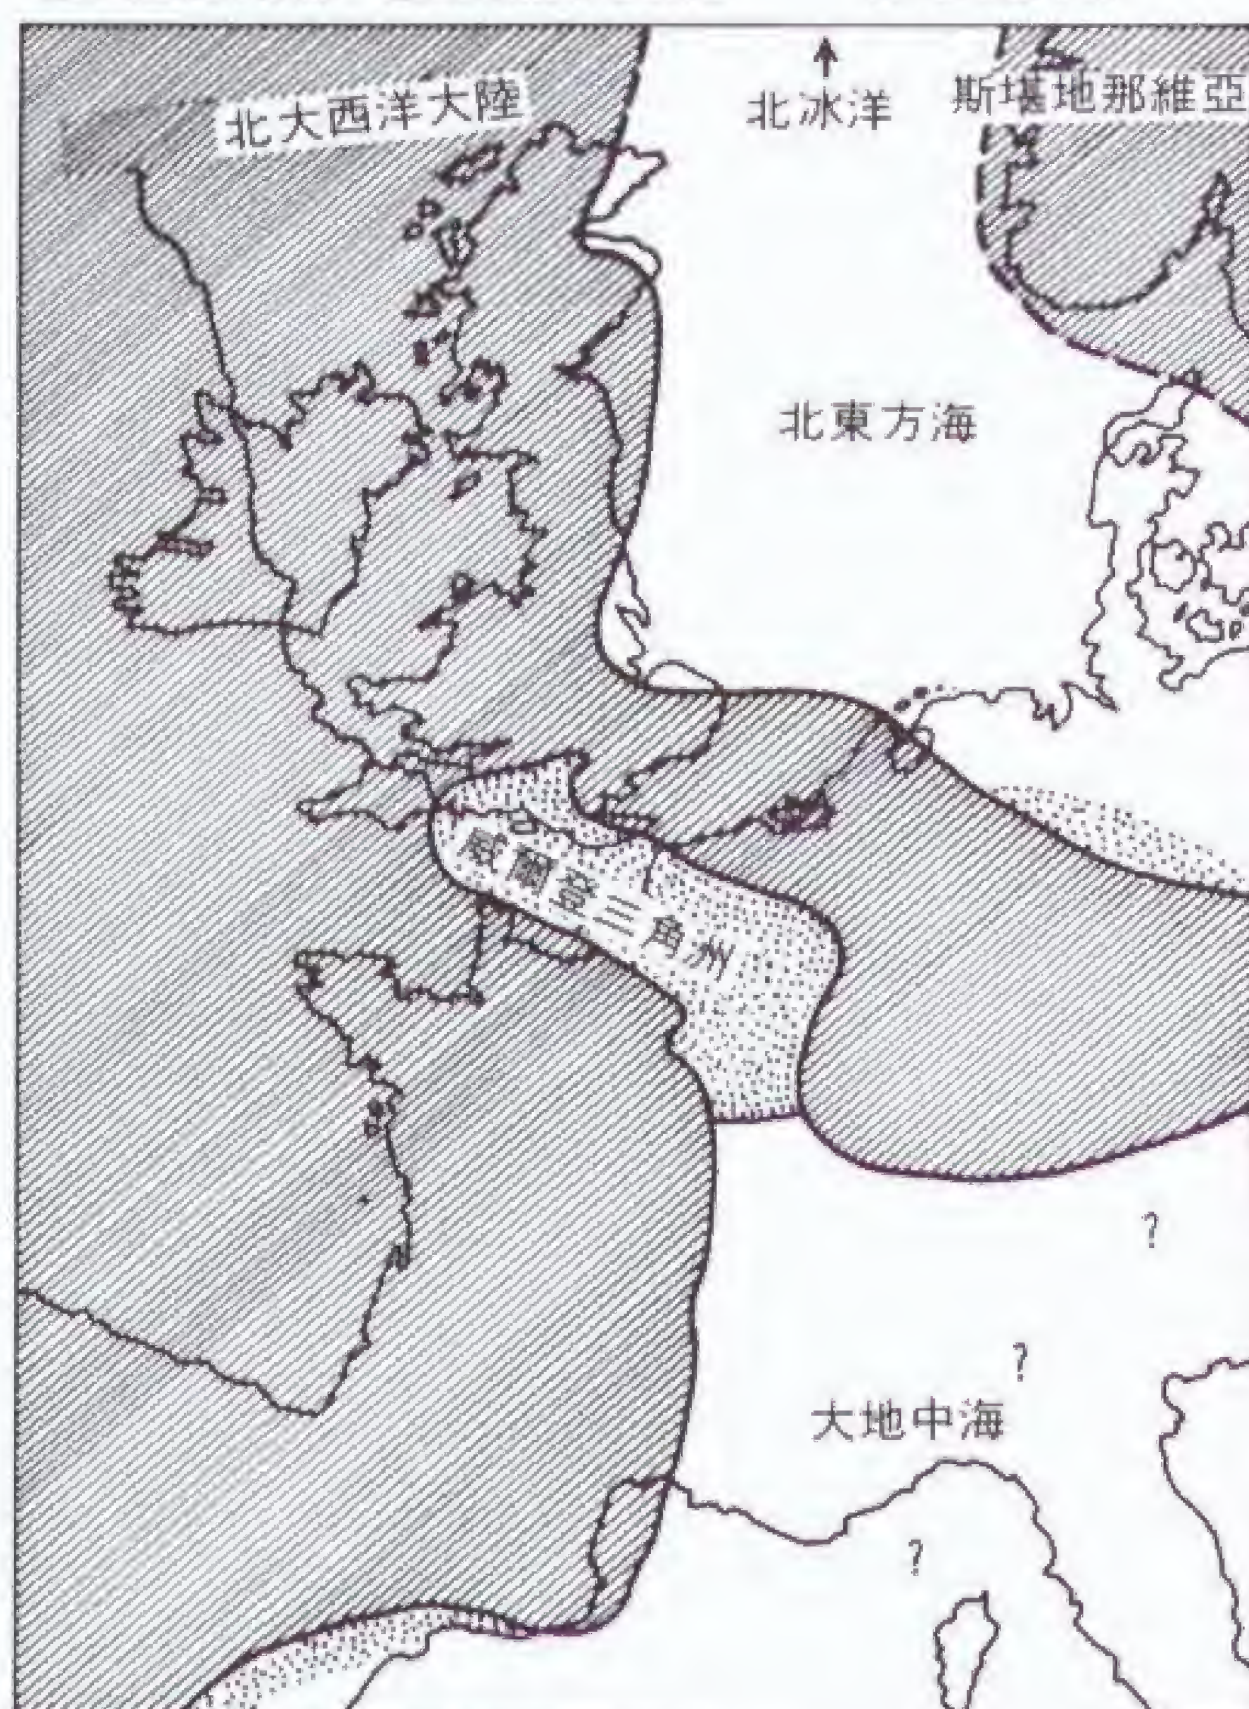 北大西洋大陸
北冰洋
斯堪地那維亞
北東方海
威爾登三角洲
?
?
大地中海
?